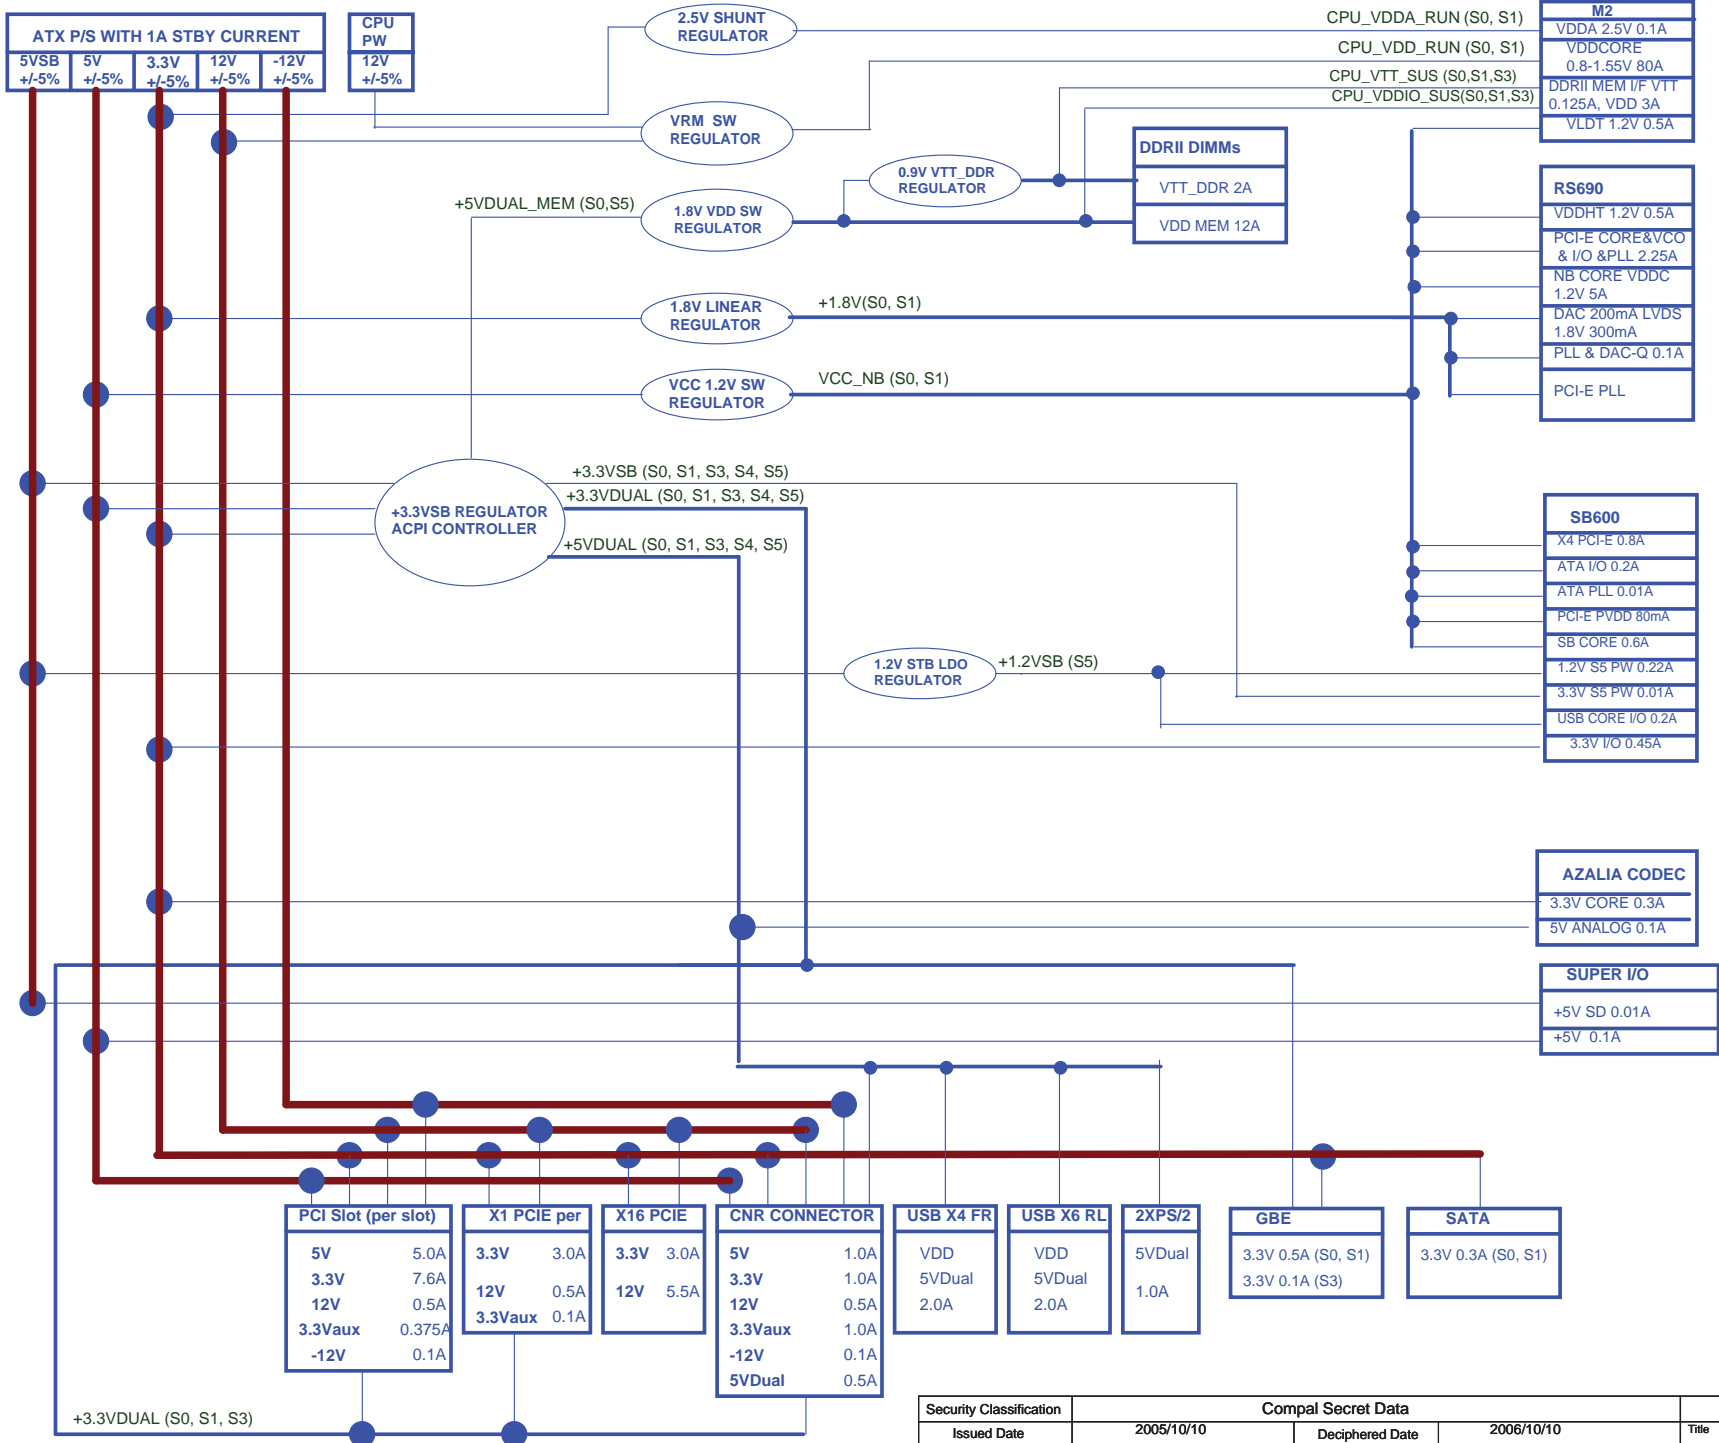 ATX P/S WITH 1A STBY CURRENT
5VSB
+/-5%
5V
+/-5%
3.3V
+/-5%
12V
+/-5%
-12V
+/-5%
CPU
PW
12V
+/-5%
2.5V SHUNT
REGULATOR
VRM SW
REGULATOR
0.9V VTT_DDR
REGULATOR
+5VDUAL_MEM (S0,S5)
1.8V VDD SW
REGULATOR
1.8V LINEAR
REGULATOR
+1.8V(S0, S1)
VCC 1.2V SW
REGULATOR
VCC_NB (S0, S1)
+3.3VSB REGULATOR
ACPI CONTROLLER
+3.3VSB (S0, S1, S3, S4, S5)
+3.3VDUAL (S0, S1, S3, S4, S5)
+5VDUAL (S0, S1, S3, S4, S5)
1.2V STB LDO
REGULATOR
+1.2VSB (S5)
CPU_VDDA_RUN (S0, S1)
CPU_VDD_RUN (S0, S1)
CPU_VTT_SUS (S0,S1,S3)
CPU_VDDIO_SUS(S0,S1,S3)
DDRII DIMMs
VTT_DDR 2A
VDD MEM 12A
M2
VDDA 2.5V 0.1A
VDDCORE
0.8-1.55V 80A
DDRII MEM I/F VTT
0.125A, VDD 3A
VLDT 1.2V 0.5A
RS690
VDDHT 1.2V 0.5A
PCI-E CORE&VCO
& I/O &PLL 2.25A
NB CORE VDDC
1.2V 5A
DAC 200mA LVDS
1.8V 300mA
PLL & DAC-Q 0.1A
PCI-E PLL
SB600
X4 PCI-E 0.8A
ATA I/O 0.2A
ATA PLL 0.01A
PCI-E PVDD 80mA
SB CORE 0.6A
1.2V S5 PW 0.22A
3.3V S5 PW 0.01A
USB CORE I/O 0.2A
3.3V I/O 0.45A
AZALIA CODEC
3.3V CORE 0.3A
5V ANALOG 0.1A
SUPER I/O
+5V SD 0.01A
+5V 0.1A
PCI Slot (per slot)
5V 5.0A
3.3V 7.6A
12V 0.5A
3.3Vaux 0.375A
-12V 0.1A
X1 PCIE per
3.3V 3.0A
12V 0.5A
3.3Vaux 0.1A
X16 PCIE
3.3V 3.0A
12V 5.5A
CNR CONNECTOR
5V 1.0A
3.3V 1.0A
12V 0.5A
3.3Vaux 1.0A
-12V 0.1A
5VDual 0.5A
USB X4 FR
VDD
5VDual
2.0A
USB X6 RL
VDD
5VDual
2.0A
2XPS/2
5VDual
1.0A
GBE
3.3V 0.5A (S0, S1)
3.3V 0.1A (S3)
SATA
3.3V 0.3A (S0, S1)
+3.3VDUAL (S0, S1, S3)
Security Classification
Compal Secret Data
Issued Date
2005/10/10
Deciphered Date
2006/10/10
Title